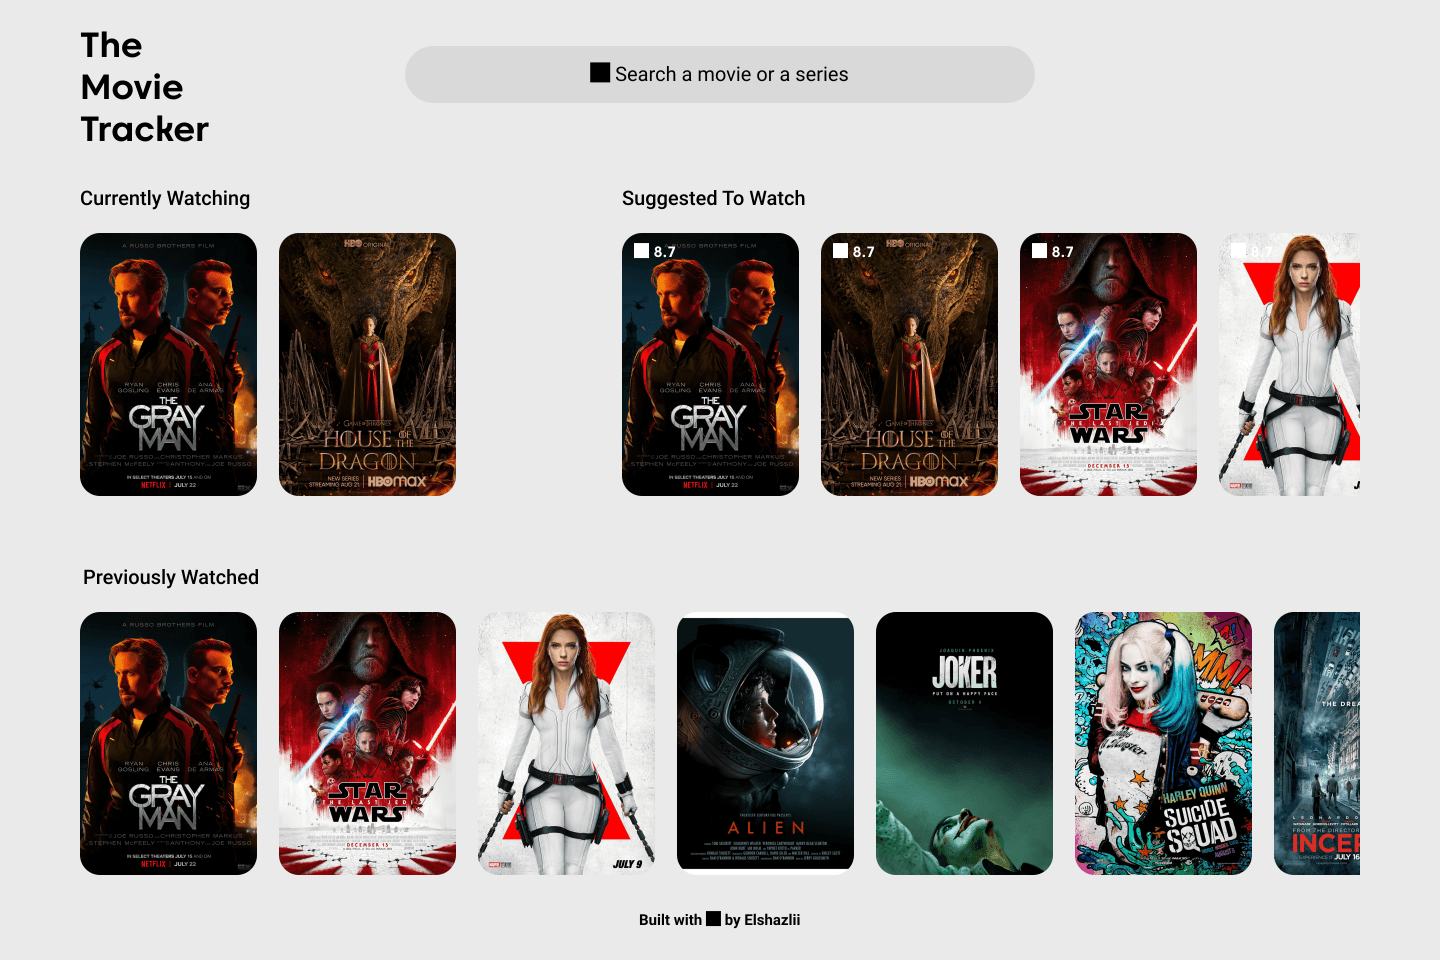 The
Movie
Tracker
Search a movie or a series
Currently Watching
Suggested To Watch
A RUSSO BROTHERS FILM
RYAN GOSLING CHRIS EVANS ANA DE ARMAS
THE
GRAY
MAN
JOE RUSSO CHRISTOPHER MARKUS
STEPHEN McFEELY ANTHONY JOE RUSSO
IN SELECT THEATERS JULY 15 AND ON
NETFLIX | JULY 22
HBO ORIGINAL
GAME OF THRONES
HOUSE OF THE
DRAGON
NEW SERIES
STREAMING AUG 21 | HBOmax
8.7
A RUSSO BROTHERS FILM
RYAN GOSLING CHRIS EVANS ANA DE ARMAS
THE
GRAY
MAN
JOE RUSSO CHRISTOPHER MARKUS
STEPHEN McFEELY ANTHONY JOE RUSSO
IN SELECT THEATERS JULY 15 AND ON
NETFLIX | JULY 22
8.7
HBO ORIGINAL
GAME OF THRONES
HOUSE OF THE
DRAGON
NEW SERIES
STREAMING AUG 21 | HBOmax
8.7
STAR
THE LAST JEDI
WARS
DECEMBER 15
8.7
Previously Watched
A RUSSO BROTHERS FILM
RYAN GOSLING CHRIS EVANS ANA DE ARMAS
THE
GRAY
MAN
JOE RUSSO CHRISTOPHER MARKUS
STEPHEN McFEELY ANTHONY JOE RUSSO
IN SELECT THEATERS JULY 15 AND ON
NETFLIX | JULY 22
STAR
THE LAST JEDI
WARS
DECEMBER 15
JULY 9
ALIEN
JOAQUIN PHOENIX
JOKER
PUT ON A HAPPY FACE
OCTOBER 4
HARLEY QUINN
SUICIDE
SQUAD
THE DREA
LEONARDO
FROM THE DIRECTOR
INCEP
JULY 16
Built with by Elshazlii